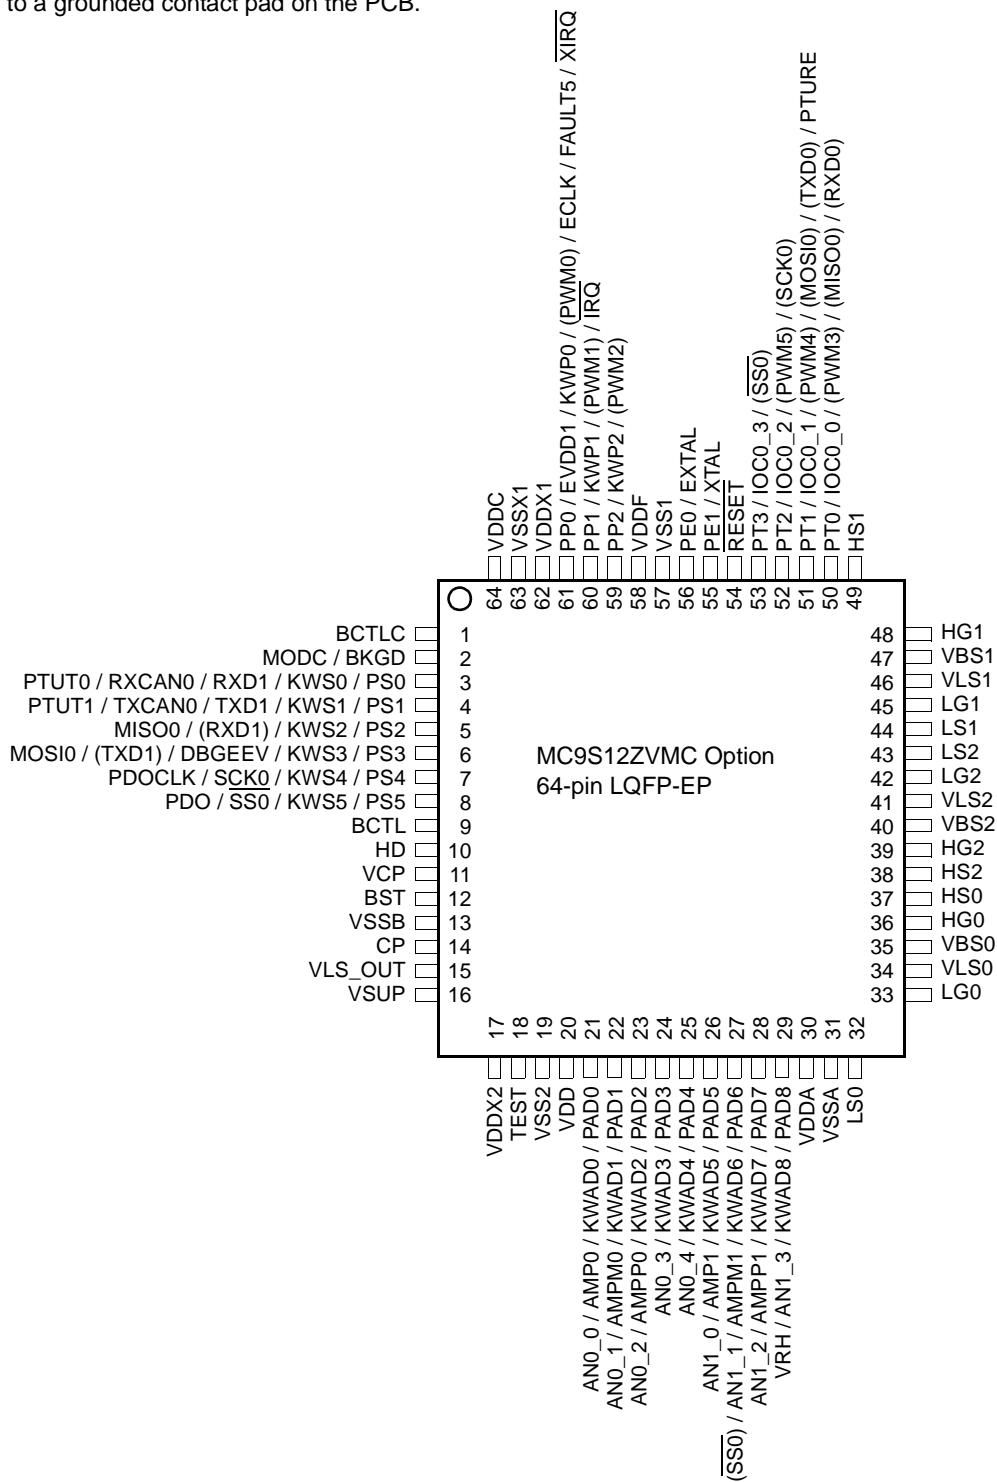 to a grounded contact pad on the PCB.
VDDC
VSSX1
VDDX1
PP0 / EVDD1 / KWP0 / (PWM0) / ECLK / FAULT5 / XIRQ
PP1 / KWP1 / (PWM1) / IRQ
PP2 / KWP2 / (PWM2)
VDDF
VSS1
PE0 / EXTAL
PE1 / XTAL
RESET
PT3 / IOC0_3 / (SS0)
PT2 / IOC0_2 / (PWM5) / (SCK0)
PT1 / IOC0_1 / (PWM4) / (MOSI0) / (TXD0) / PTURE
PT0 / IOC0_0 / (PWM3) / (MISO0) / (RXD0)
HS1
64
63
62
61
60
59
58
57
56
55
54
53
52
51
50
49
BCTLC 1
MODC / BKGD 2
PTUT0 / RXCAN0 / RXD1 / KWS0 / PS0 3
PTUT1 / TXCAN0 / TXD1 / KWS1 / PS1 4
MISO0 / (RXD1) / KWS2 / PS2 5
MOSI0 / (TXD1) / DBGEEV / KWS3 / PS3 6
PDOCLK / SCK0 / KWS4 / PS4 7
PDO / SS0 / KWS5 / PS5 8
BCTL 9
HD 10
VCP 11
BST 12
VSSB 13
CP 14
VLS_OUT 15
VSUP 16
MC9S12ZVMC Option
64-pin LQFP-EP
48 HG1
47 VBS1
46 VLS1
45 LG1
44 LS1
43 LS2
42 LG2
41 VLS2
40 VBS2
39 HG2
38 HS2
37 HS0
36 HG0
35 VBS0
34 VLS0
33 LG0
17
18
19
20
21
22
23
24
25
26
27
28
29
30
31
32
VDDX2
TEST
VSS2
VDD
AN0_0 / AMP0 / KWAD0 / PAD0
AN0_1 / AMPM0 / KWAD1 / PAD1
AN0_2 / AMPP0 / KWAD2 / PAD2
AN0_3 / KWAD3 / PAD3
AN0_4 / KWAD4 / PAD4
AN1_0 / AMP1 / KWAD5 / PAD5
(SS0) / AN1_1 / AMPM1 / KWAD6 / PAD6
AN1_2 / AMPP1 / KWAD7 / PAD7
VRH / AN1_3 / KWAD8 / PAD8
VDDA
VSSA
LS0